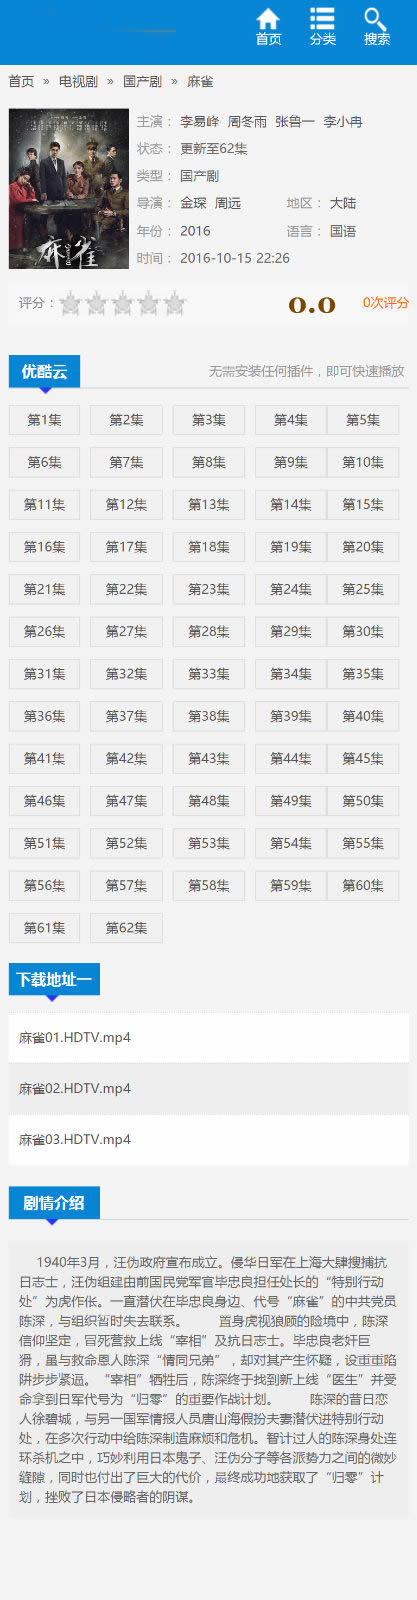 首页 分类 搜索
首页 » 电视剧 » 国产剧 » 麻雀
主演： 李易峰 周冬雨 张鲁一 李小冉
状态： 更新至62集
类型： 国产剧
导演： 金琛 周远 地区： 大陆
年份： 2016 语言： 国语
时间： 2016-10-15 22:26
麻雀
评分： 0.0 0次评分
优酷云 无需安装任何插件，即可快速播放
第1集 第2集 第3集 第4集 第5集
第6集 第7集 第8集 第9集 第10集
第11集 第12集 第13集 第14集 第15集
第16集 第17集 第18集 第19集 第20集
第21集 第22集 第23集 第24集 第25集
第26集 第27集 第28集 第29集 第30集
第31集 第32集 第33集 第34集 第35集
第36集 第37集 第38集 第39集 第40集
第41集 第42集 第43集 第44集 第45集
第46集 第47集 第48集 第49集 第50集
第51集 第52集 第53集 第54集 第55集
第56集 第57集 第58集 第59集 第60集
第61集 第62集
下载地址一
麻雀01.HDTV.mp4
麻雀02.HDTV.mp4
麻雀03.HDTV.mp4
剧情介绍
1940年3月，汪伪政府宣布成立。侵华日军在上海大肆搜捕抗
日志士，汪伪组建由前国民党军官毕忠良担任处长的“特别行动
处”为虎作伥。一直潜伏在毕忠良身边、代号“麻雀”的中共党员
陈深，与组织暂时失去联系。 置身虎视狼顾的险境中，陈深
信仰坚定，冒死营救上线“宰相”及抗日志士。毕忠良老奸巨
猾，虽与救命恩人陈深“情同兄弟”，却对其产生怀疑，设重重陷
阱步步紧逼。“宰相”牺牲后，陈深终于找到新上线“医生”并受
命拿到日军代号为“归零”的重要作战计划。 陈深的昔日恋
人徐碧城，与另一国军情报人员唐山海假扮夫妻潜伏进特别行动
处，在多次行动中给陈深制造麻烦和危机。智计过人的陈深身处连
环杀机之中，巧妙利用日本鬼子、汪伪分子等各派势力之间的微妙
缝隙，同时也付出了巨大的代价，最终成功地获取了“归零”计
划，挫败了日本侵略者的阴谋。